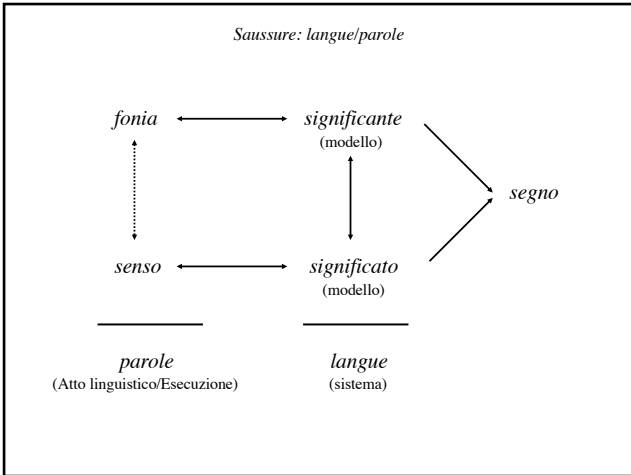 Saussure: langue/parole
fonia significante
(modello)
segno
senso significato
(modello)
parole langue
(Atto linguistico/Esecuzione) (sistema)